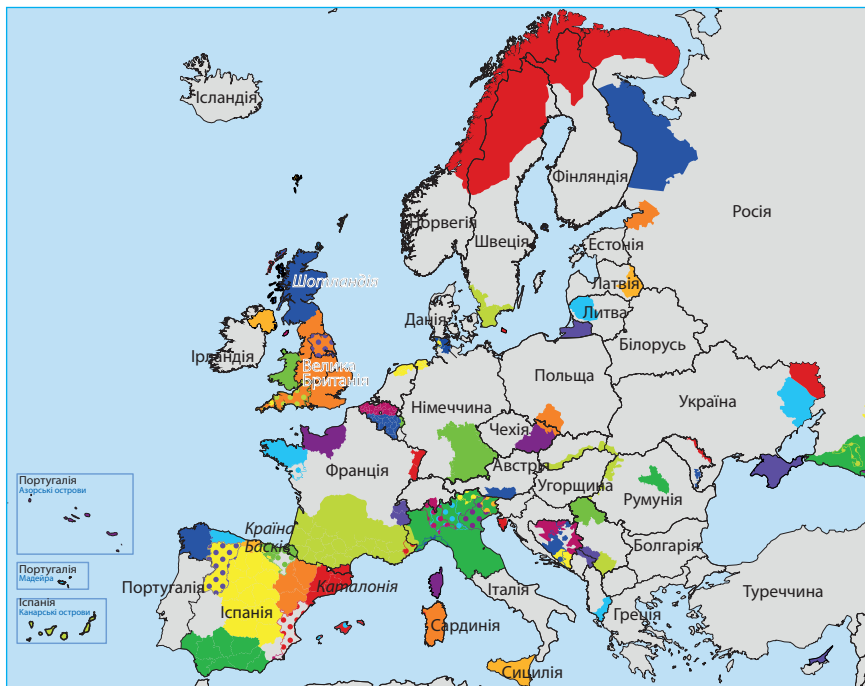 Ісландія
Фінляндія
Росія
Норвегія
Швеція
Естонія
Шотландія
Латвія
Данія
Литва
Ірландія
Білорусь
Велика
Британія
Польща
Німеччина
Україна
Чехія
Франція
Австрія
Угорщина
Румунія
Португалія
Азорські острови
Країна
Басків
Болгарія
Португалія
Мадейра
Португалія
Каталонія
Італія
Туреччина
Іспанія
Канарські острови
Іспанія
Греція
Сардинія
Сицилія